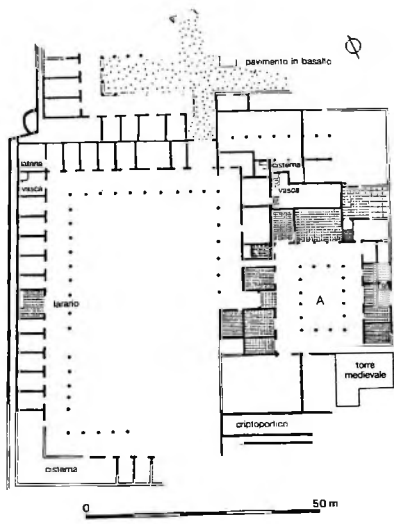 pavimento in basalto
latrina
cisterna
vasca
vasca
larario
A
torre
medievale
criptoportico
cisterna
0 50 m